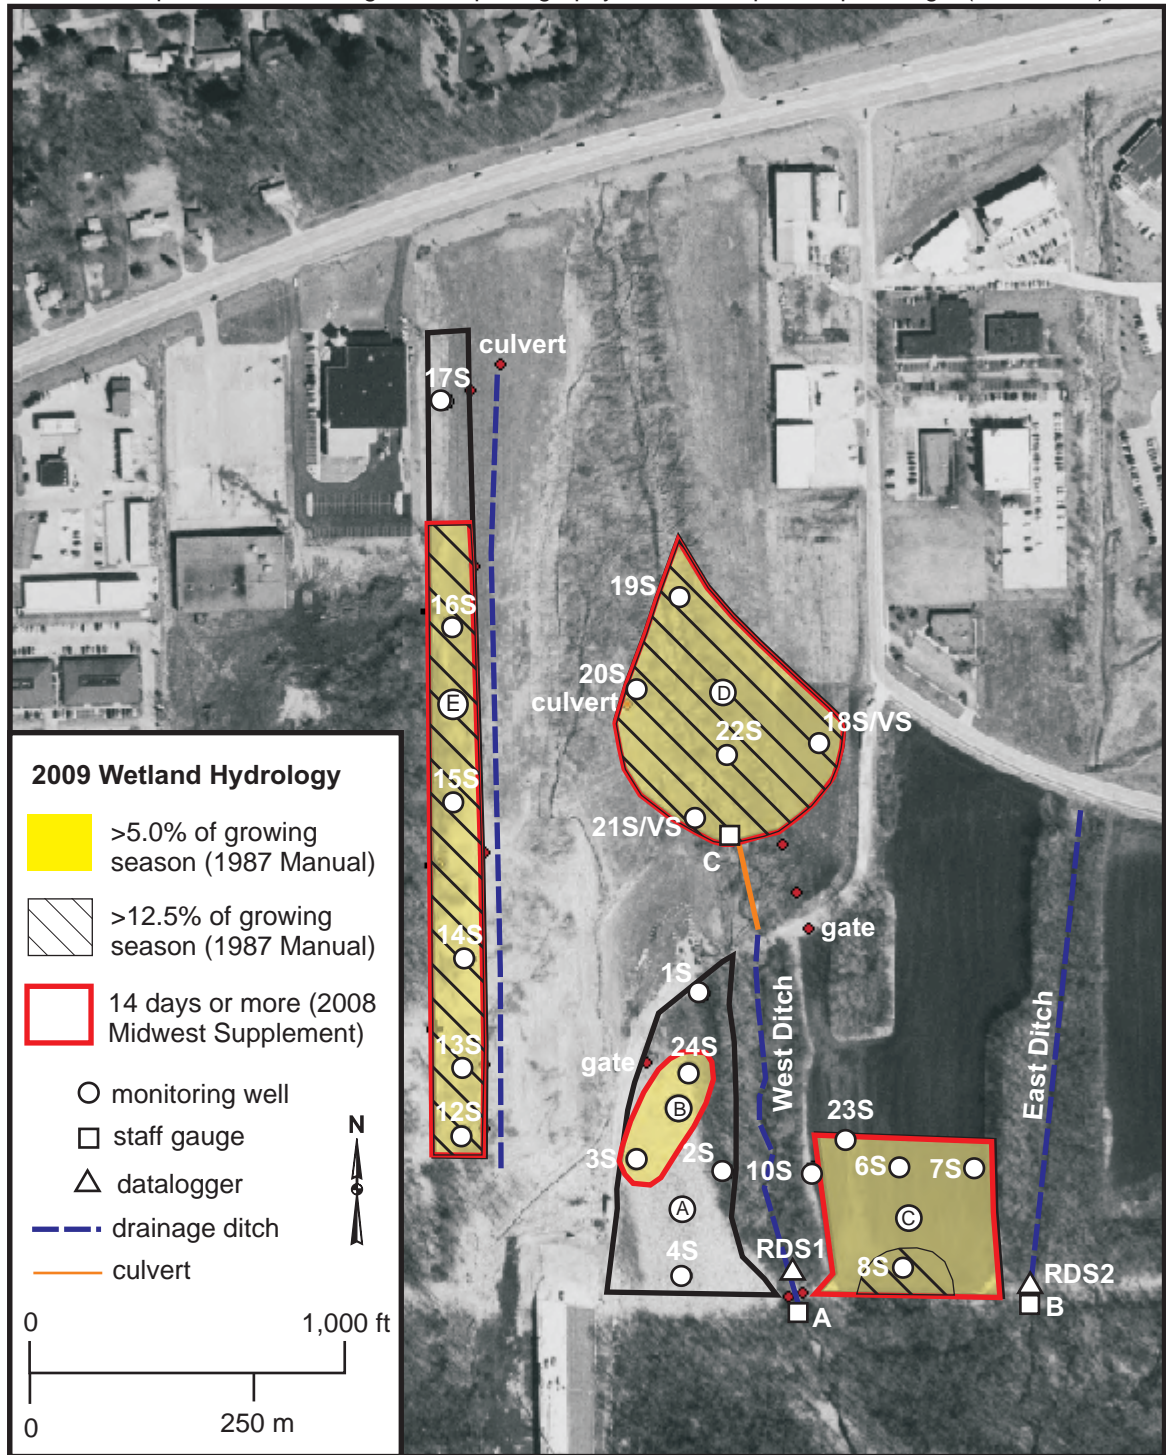 culvert
17S
16S
E
15S
14S
13S
12S
19S
20S
culvert
D
18S/VS
22S
21S/VS
C
gate
1S
24S
gate
B
3S
2S
A
4S
West Ditch
East Ditch
23S
10S
6S
7S
C
8S
RDS1
A
RDS2
B
2009 Wetland Hydrology
>5.0% of growing
season (1987 Manual)
>12.5% of growing
season (1987 Manual)
14 days or more (2008
Midwest Supplement)
monitoring well
staff gauge
datalogger
drainage ditch
culvert
N
0
1,000 ft
0
250 m